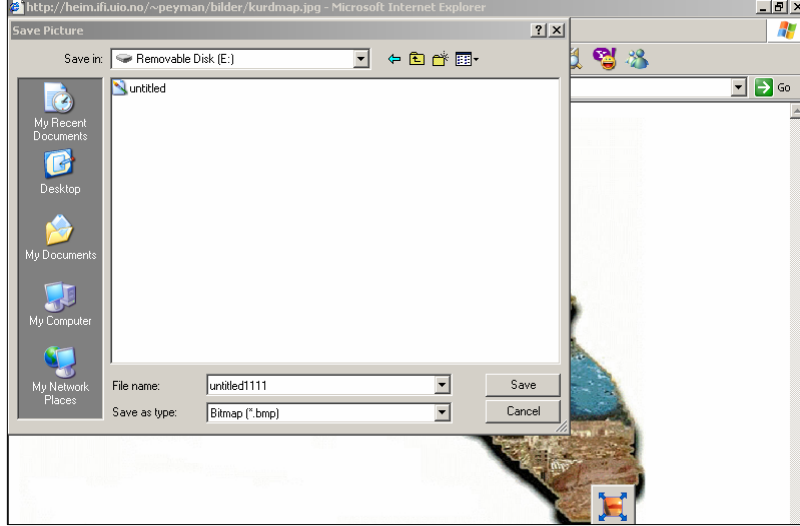 http://heim.ifi.uio.no/~peyman/bilder/kurdmap.jpg - Microsoft Internet Explorer
Save Picture
Save in:
Removable Disk (E:)
Go
untitled
My Recent
Documents
Desktop
My Documents
My Computer
My Network
Places
File name:
untitled1111
Save
Save as type:
Bitmap (*.bmp)
Cancel